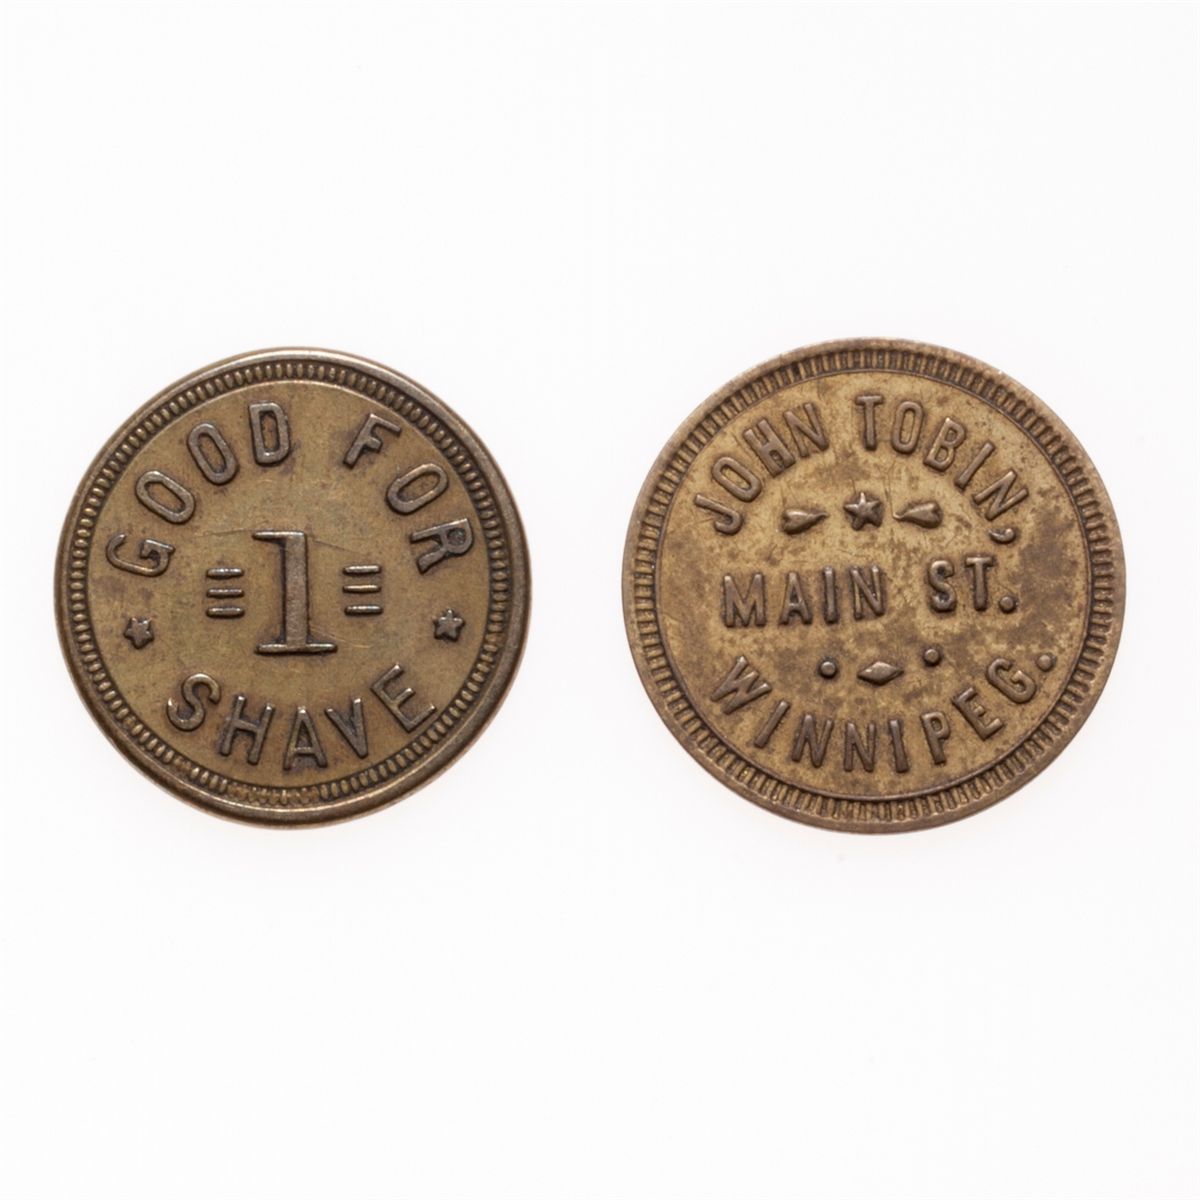 GOOD FOR
1
SHAVE
JOHN TOBIN,
MAIN ST.
WINNIPEG.